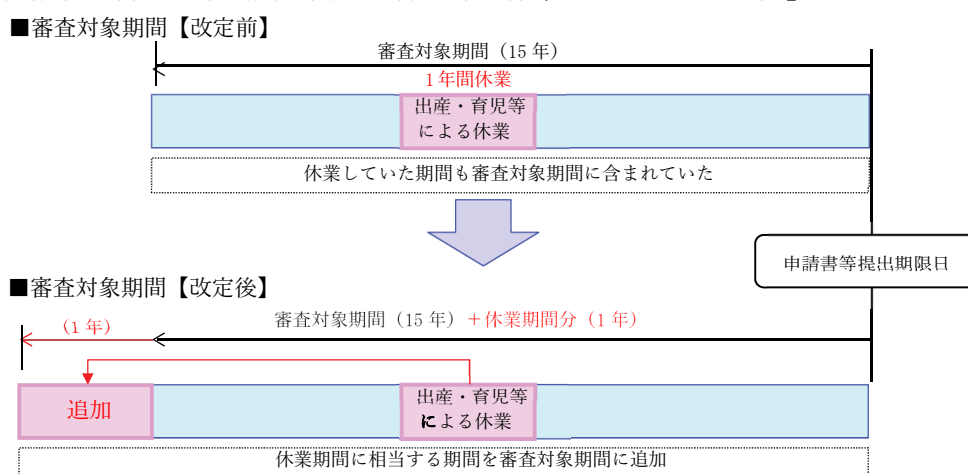 ■審査対象期間【改定前】
審査対象期間（15 年）
1 年間休業
出産・育児等
による休業
休業していた期間も審査対象期間に含まれていた
申請書等提出期限日
■審査対象期間【改定後】
（1 年）
審査対象期間（15 年）＋休業期間分（1 年）
追加
出産・育児等
による休業
休業期間に相当する期間を審査対象期間に追加